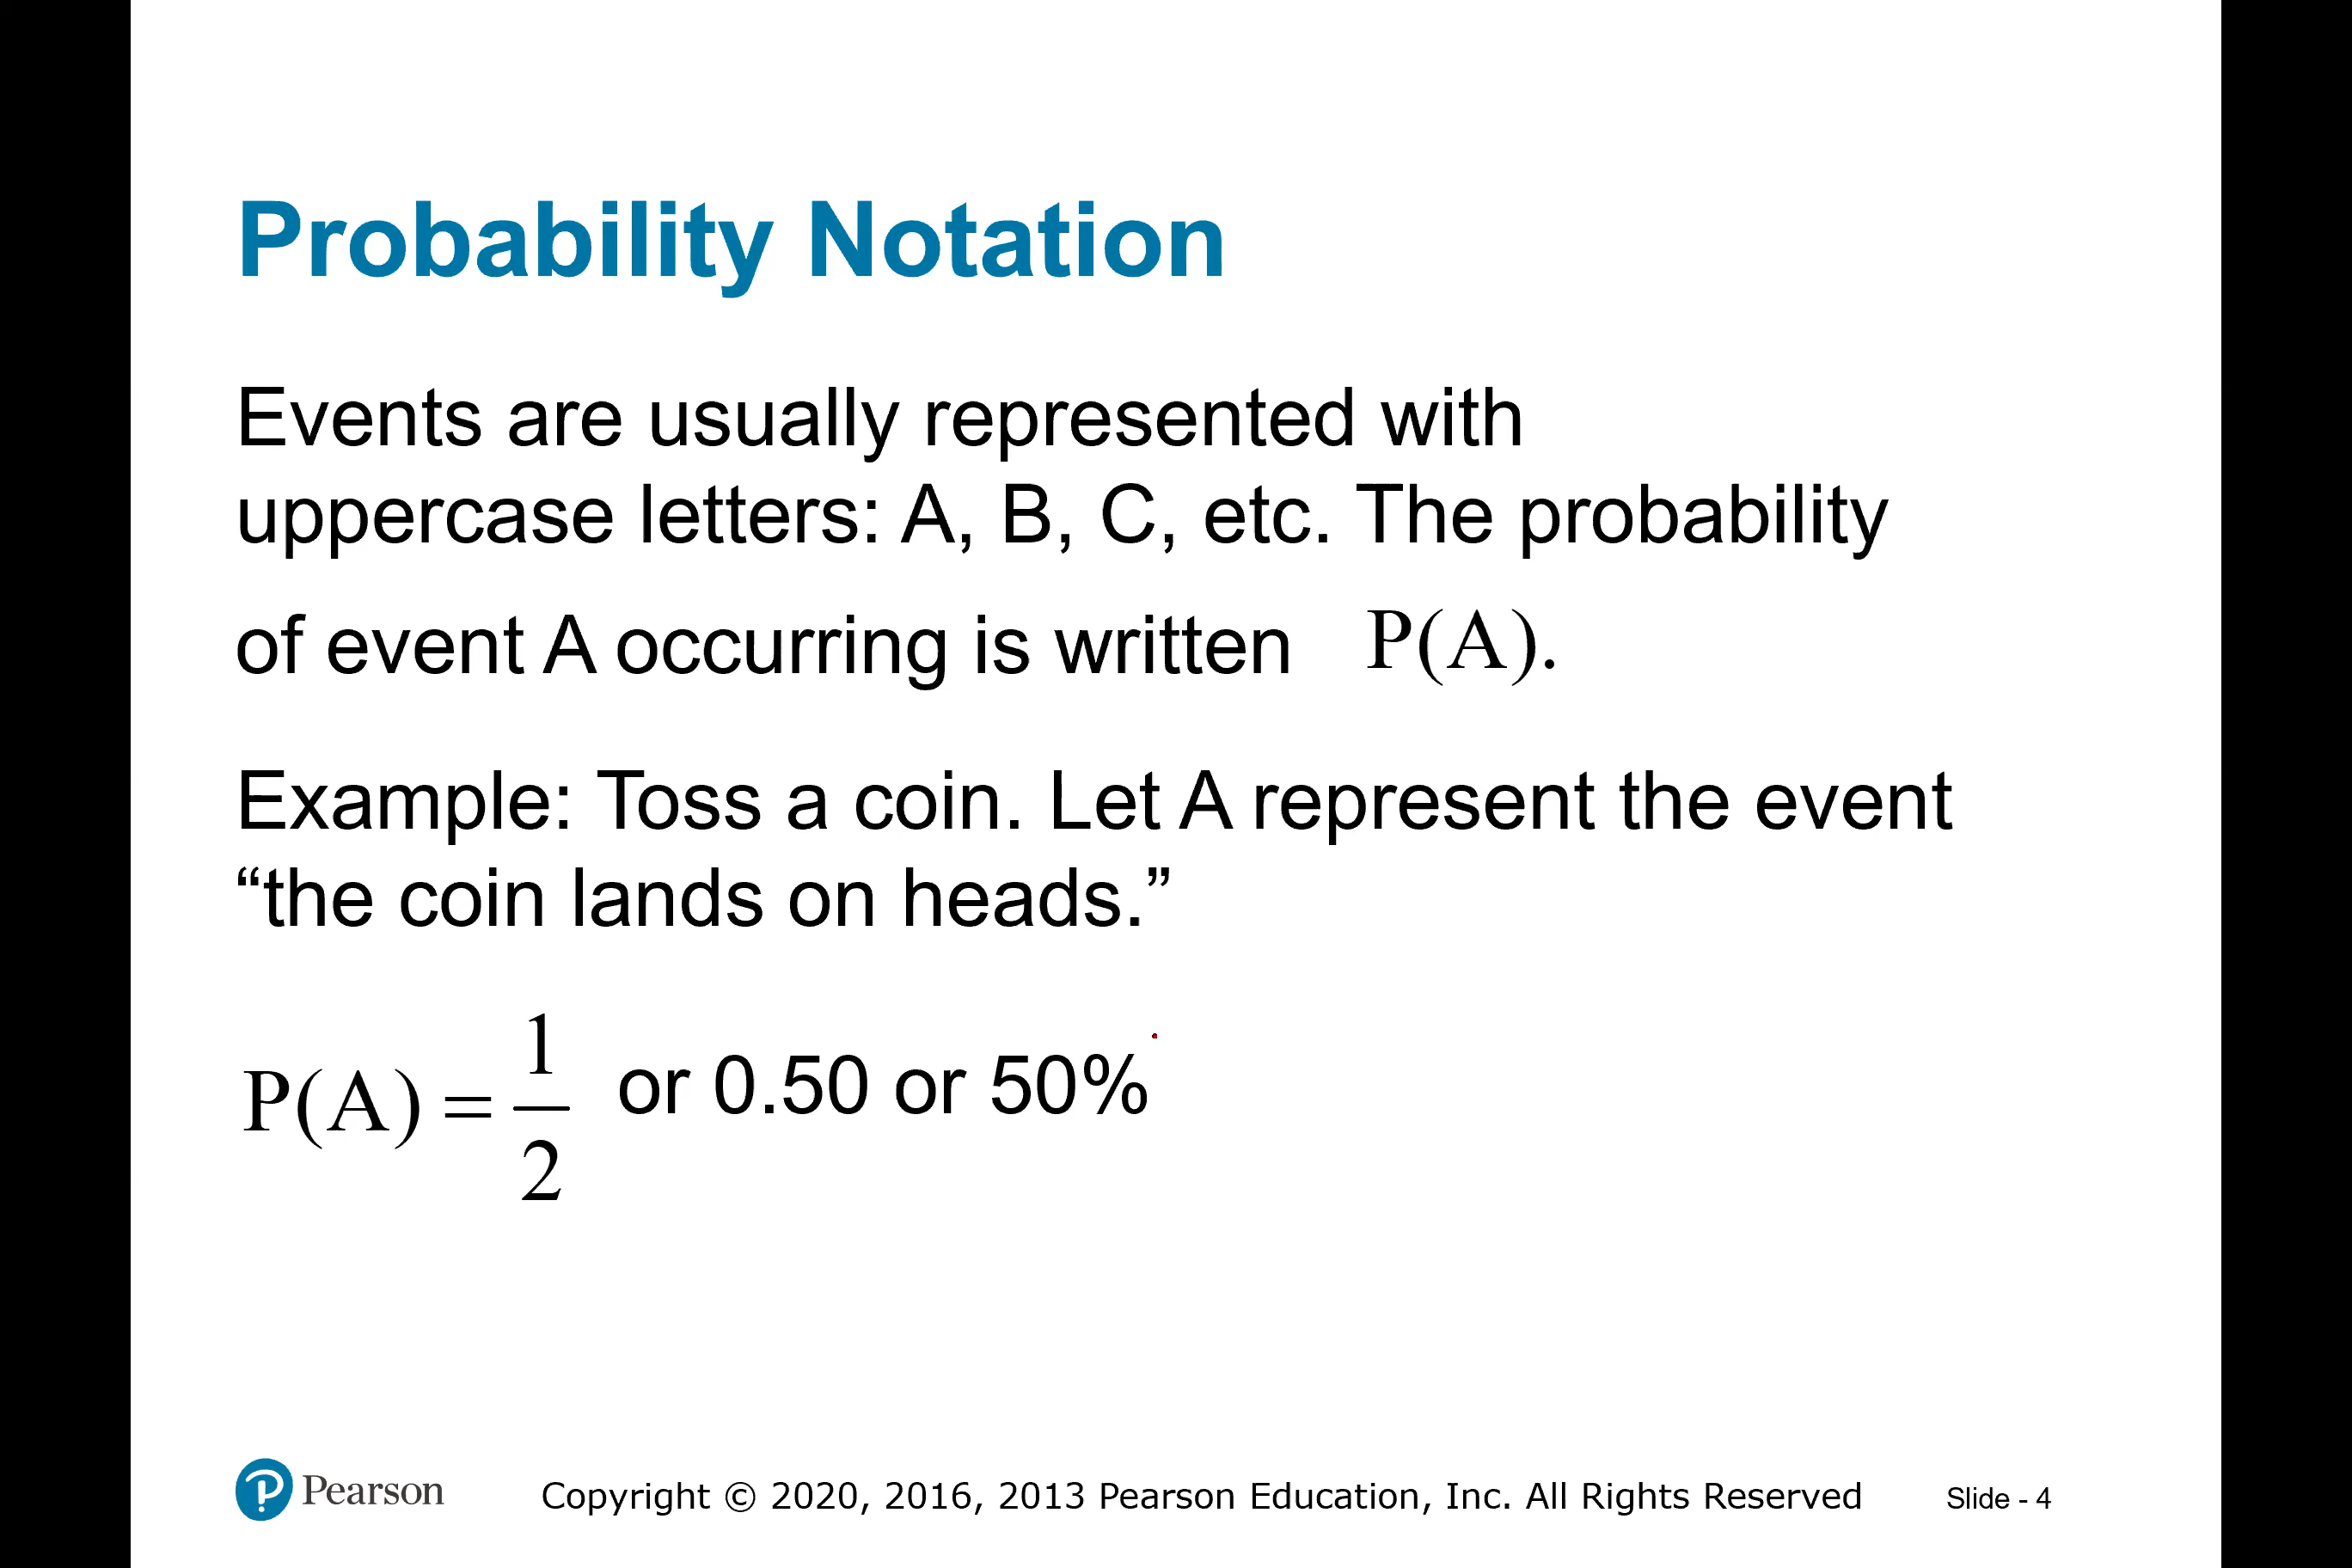 Probability Notation
Events are usually represented with
uppercase letters: A, B, C, etc. The probability
of event A occurring is written P(A).
Example: Toss a coin. Let A represent the event
“the coin lands on heads.”
P(A) = 1/2 or 0.50 or 50%
Pearson Copyright © 2020, 2016, 2013 Pearson Education, Inc. All Rights Reserved Slide - 4